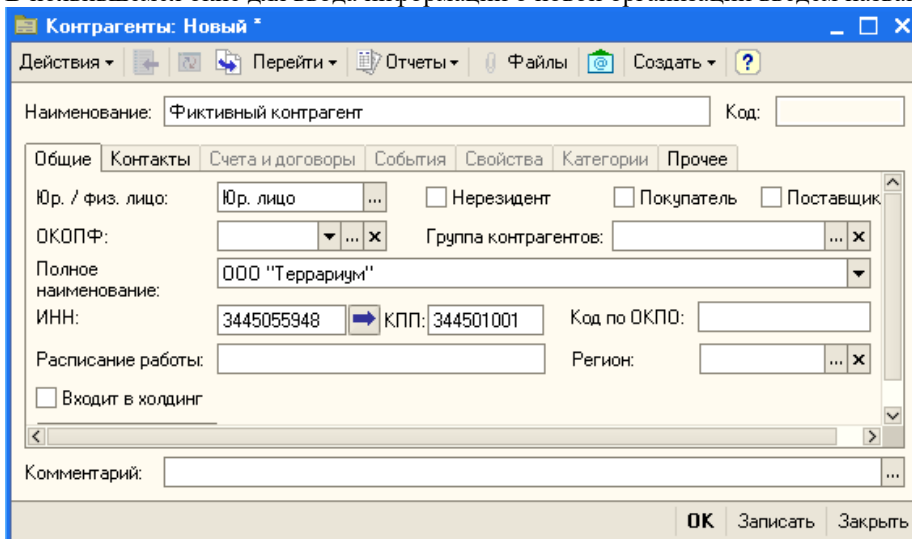 Контрагенты: Новый *
Действия Перейти Отчеты Файлы Создать ?
Наименование: Фиктивный контрагент Код:
Общие Контакты Счета и договоры События Свойства Категории Прочее
Юр. / физ. лицо: Юр. лицо ... Нерезидент Покупатель Поставщик
ОКОПФ: ... x Группа контрагентов: ... x
Полное наименование: ООО "Террариум"
ИНН: 3445055948 КПП: 344501001 Код по ОКПО:
Расписание работы: Регион: ... x
Входит в холдинг
Комментарий: ...
OK Записать Закрыть